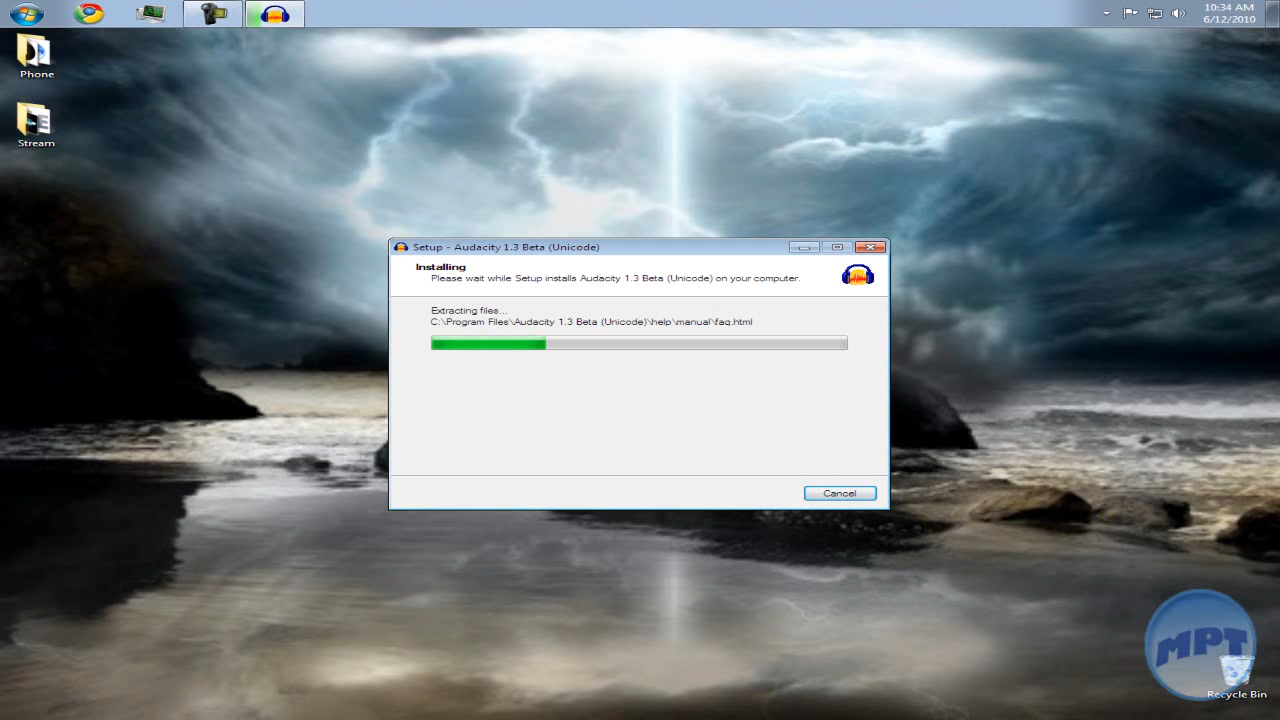 10:34 AM
6/12/2010
Phone
Stream
Setup - Audacity 1.3 Beta (Unicode)
Installing
Please wait while Setup installs Audacity 1.3 Beta (Unicode) on your computer.
Extracting files...
C:\Program Files\Audacity 1.3 Beta (Unicode)\help\manual\faq.html
Cancel
MPT
Recycle Bin